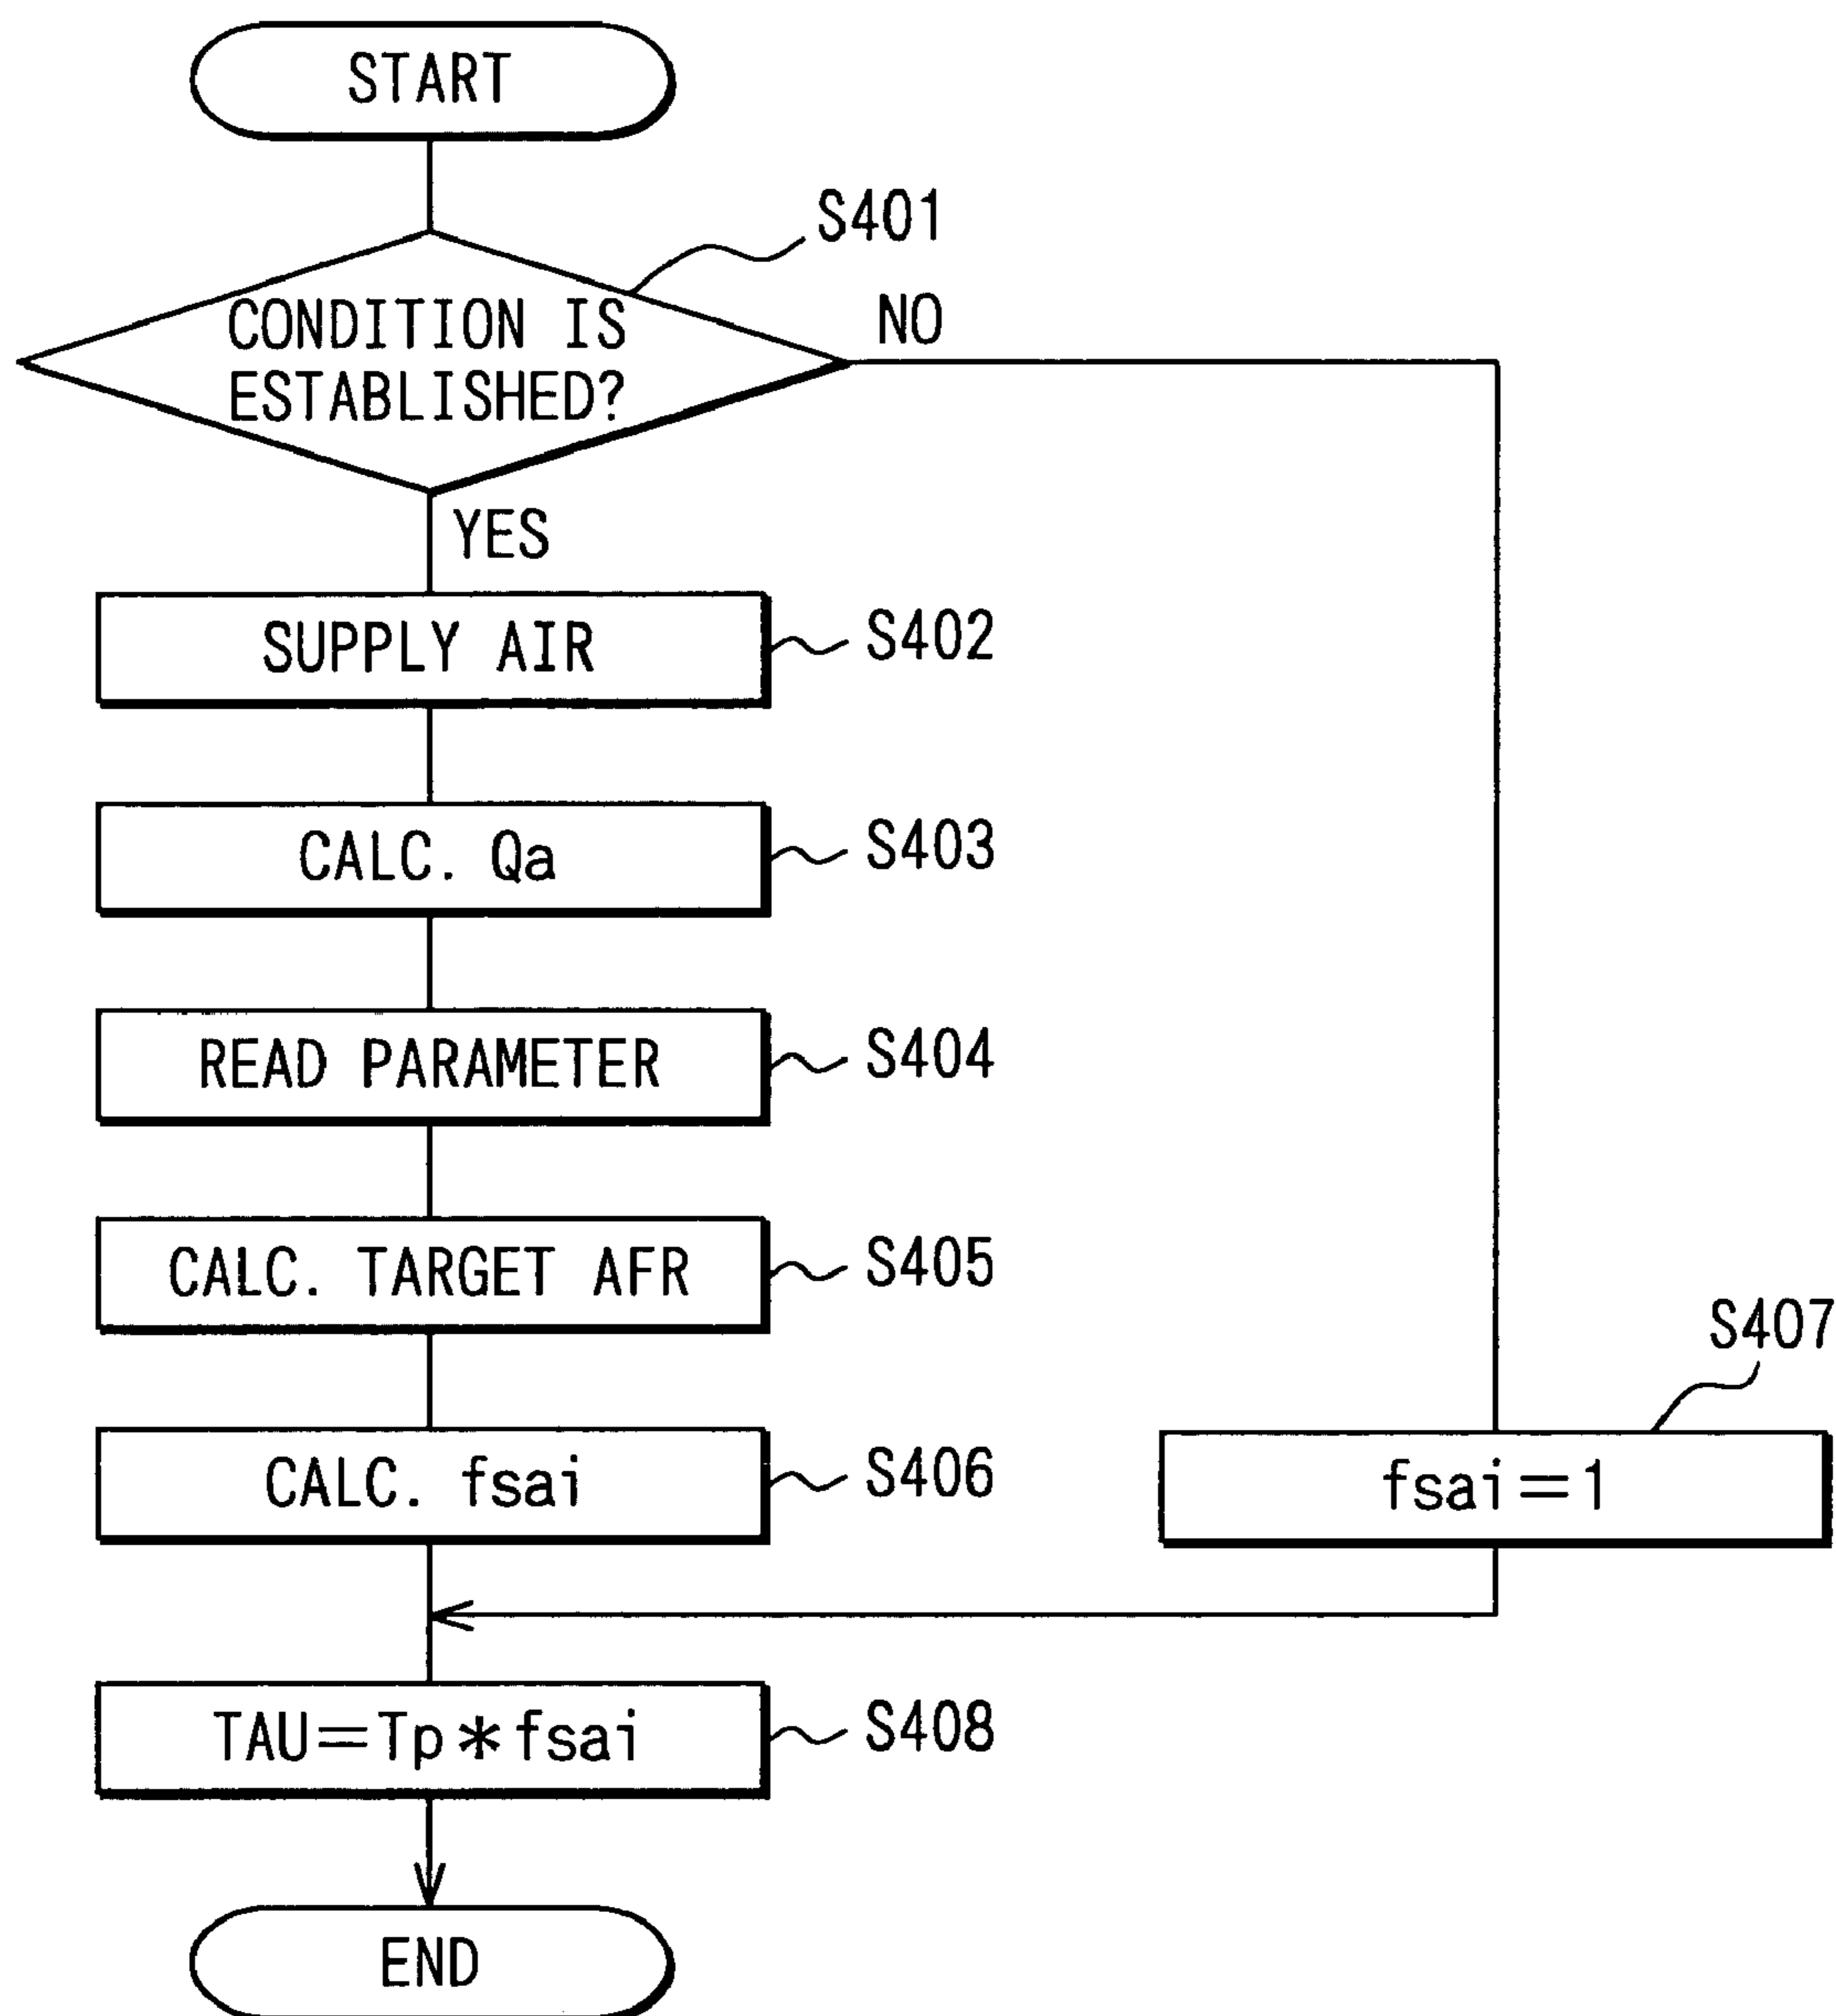 START
S401
CONDITION IS
ESTABLISHED?
NO
YES
SUPPLY AIR
S402
CALC. Qa
S403
READ PARAMETER
S404
CALC. TARGET AFR
S405
CALC. fsai
S406
S407
fsai=1
TAU=Tp*fsai
S408
END